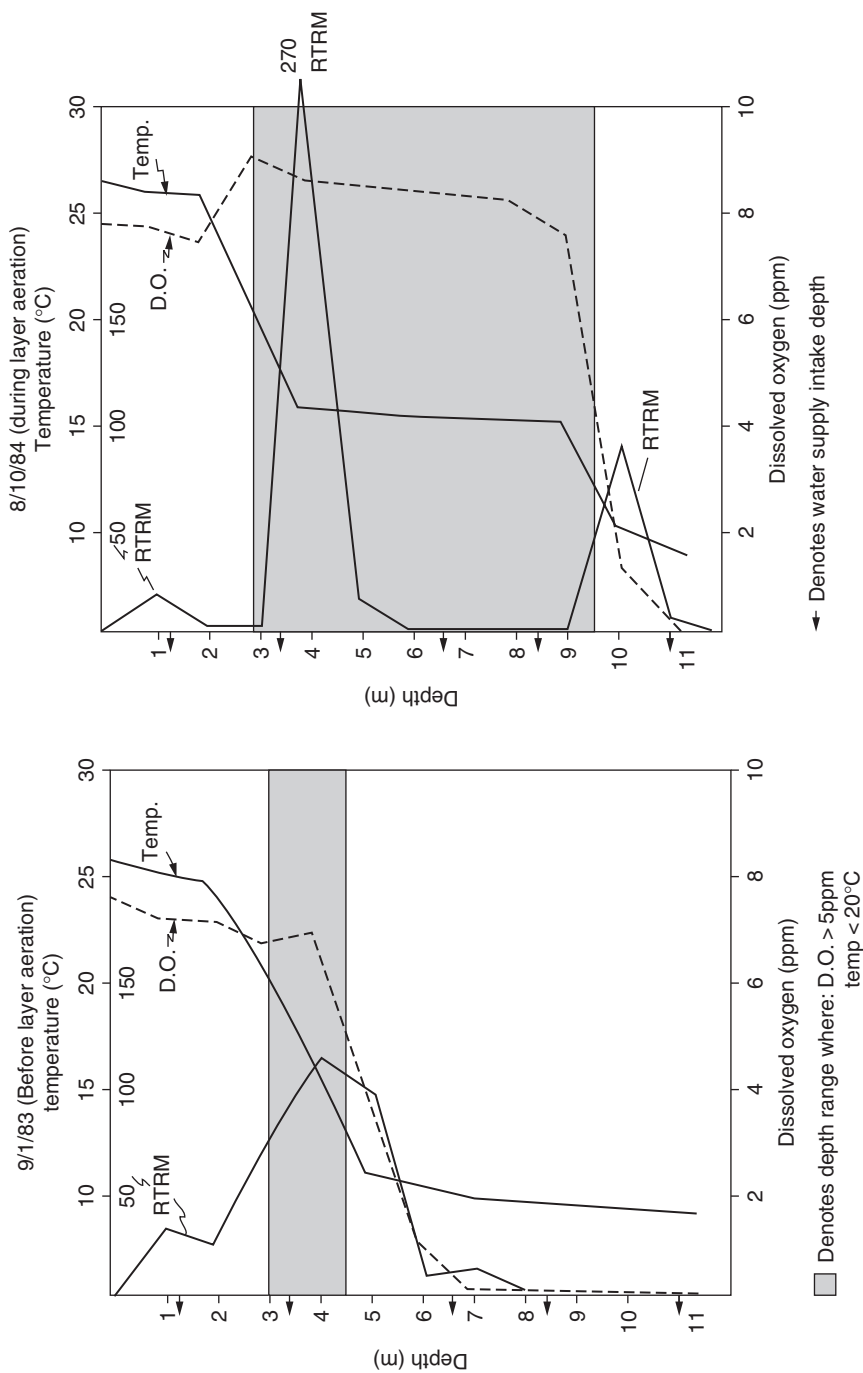 9/1/83 (Before layer aeration)
temperature (°C)
10 15 20 25 30
50 100 150
RTRM
D.O.
Temp.
Depth (m)
1
2
3
4
5
6
7
8
9
10
11
2 4 6 8 10
Dissolved oxygen (ppm)
Denotes depth range where: D.O. > 5ppm
temp < 20°C
8/10/84 (during layer aeration)
Temperature (°C)
10 15 20 25 30
50 100 150
RTRM
D.O.
Temp.
270
RTRM
RTRM
Depth (m)
1
2
3
4
5
6
7
8
9
10
11
2 4 6 8 10
Dissolved oxygen (ppm)
Denotes water supply intake depth